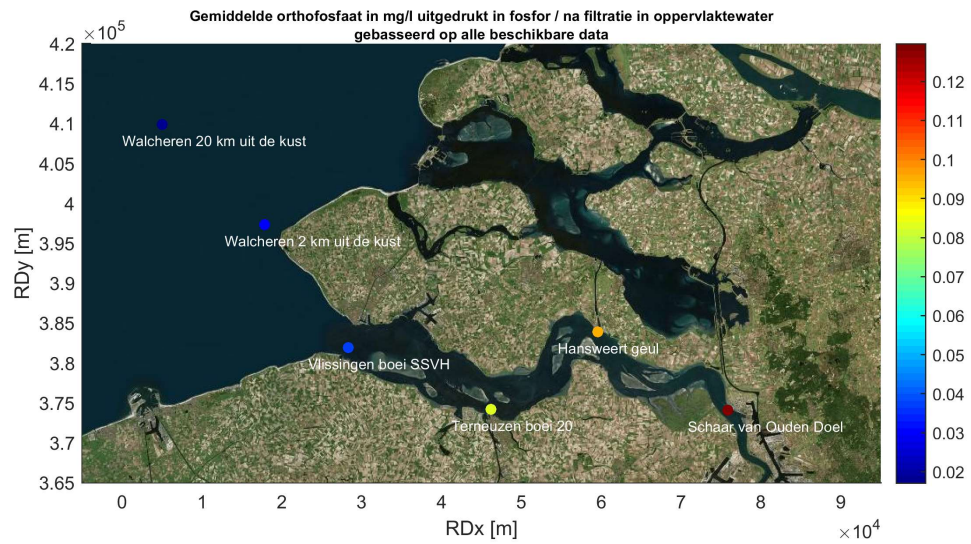 Gemiddelde orthofosfaat in mg/l uitgedrukt in fosfor / na filtratie in oppervlaktewater
gebasseerd op alle beschikbare data
×10⁵
4.2
4.15
4.1
4.05
4
3.95
3.9
3.85
3.8
3.75
3.7
3.65
RDy [m]
Walcheren 20 km uit de kust
Walcheren 2 km uit de kust
Vlissingen boei SSVH
Hansweert geul
Terneuzen boei 20
Schaar van Ouden Doel
0 1 2 3 4 5 6 7 8 9
RDx [m]
×10⁴
0.12
0.11
0.1
0.09
0.08
0.07
0.06
0.05
0.04
0.03
0.02